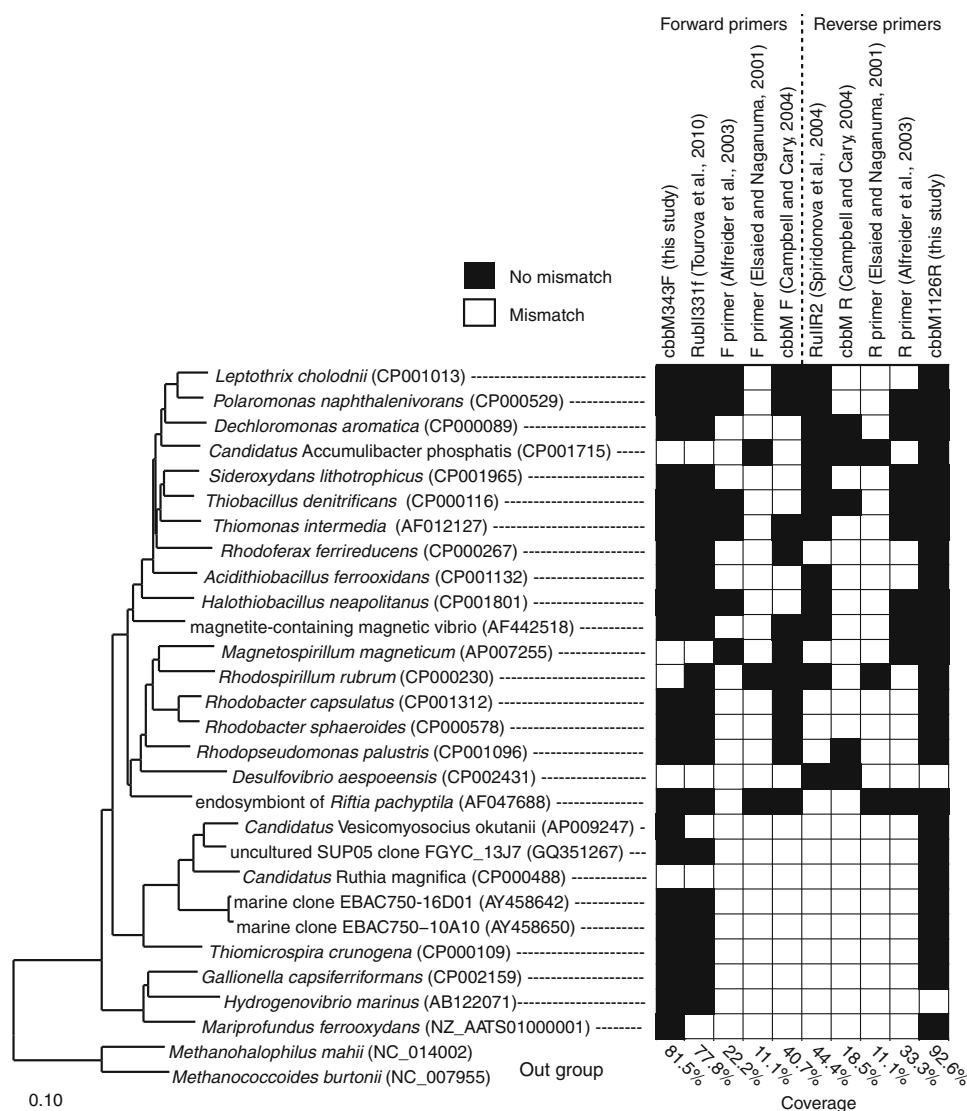 Forward primers
Reverse primers
cbbM343F (this study)
RubII331f (Tourova et al., 2010)
F primer (Alfreider et al., 2003)
F primer (Elsaied and Naganuma, 2001)
cbbM F (Campbell and Cary, 2004)
RuIIR2 (Spiridonova et al., 2004)
cbbM R (Campbell and Cary, 2004)
R primer (Elsaied and Naganuma, 2001)
R primer (Alfreider et al., 2003)
cbbM1126R (this study)
No mismatch
Mismatch
Leptothrix cholodnii (CP001013) ----------------------------
Polaromonas naphthalenivorans (CP000529) -------------
Dechloromonas aromatica (CP000089) --------------------
Candidatus Accumulibacter phosphatis (CP001715) -----
Sideroxydans lithotrophicus (CP001965) ------------------
Thiobacillus denitrificans (CP000116) ---------------------
Thiomonas intermedia (AF012127) -------------------------
Rhodoferax ferrireducens (CP000267) --------------------
Acidithiobacillus ferrooxidans (CP001132) -----------------
Halothiobacillus neapolitanus (CP001801) -----------------
magnetite-containing magnetic vibrio (AF442518) -----------
Magnetospirillum magneticum (AP007255) ----------------
Rhodospirillum rubrum (CP000230) ------------------------
Rhodobacter capsulatus (CP001312) ----------------------
Rhodobacter sphaeroides (CP000578) --------------------
Rhodopseudomonas palustris (CP001096) -----------------
Desulfovibrio aespoeensis (CP002431) -------------------
endosymbiont of Riftia pachyptila (AF047688) --------------
Candidatus Vesicomyosocius okutanii (AP009247) -
uncultured SUP05 clone FGYC_13J7 (GQ351267) ---
Candidatus Ruthia magnifica (CP000488) ---------------
marine clone EBAC750-16D01 (AY458642) ------------
marine clone EBAC750–10A10 (AY458650) -----------
Thiomicrospira crunogena (CP000109) -------------------
Gallionella capsiferriformans (CP002159) ------------------
Hydrogenovibrio marinus (AB122071)--------------------
Mariprofundus ferrooxydans (NZ_AATS01000001) --------
Methanohalophilus mahii (NC_014002)
Methanococcoides burtonii (NC_007955)
Out group
81.5%
77.8%
22.2%
11.1%
40.7%
44.4%
18.5%
11.1%
33.3%
92.6%
0.10
Coverage